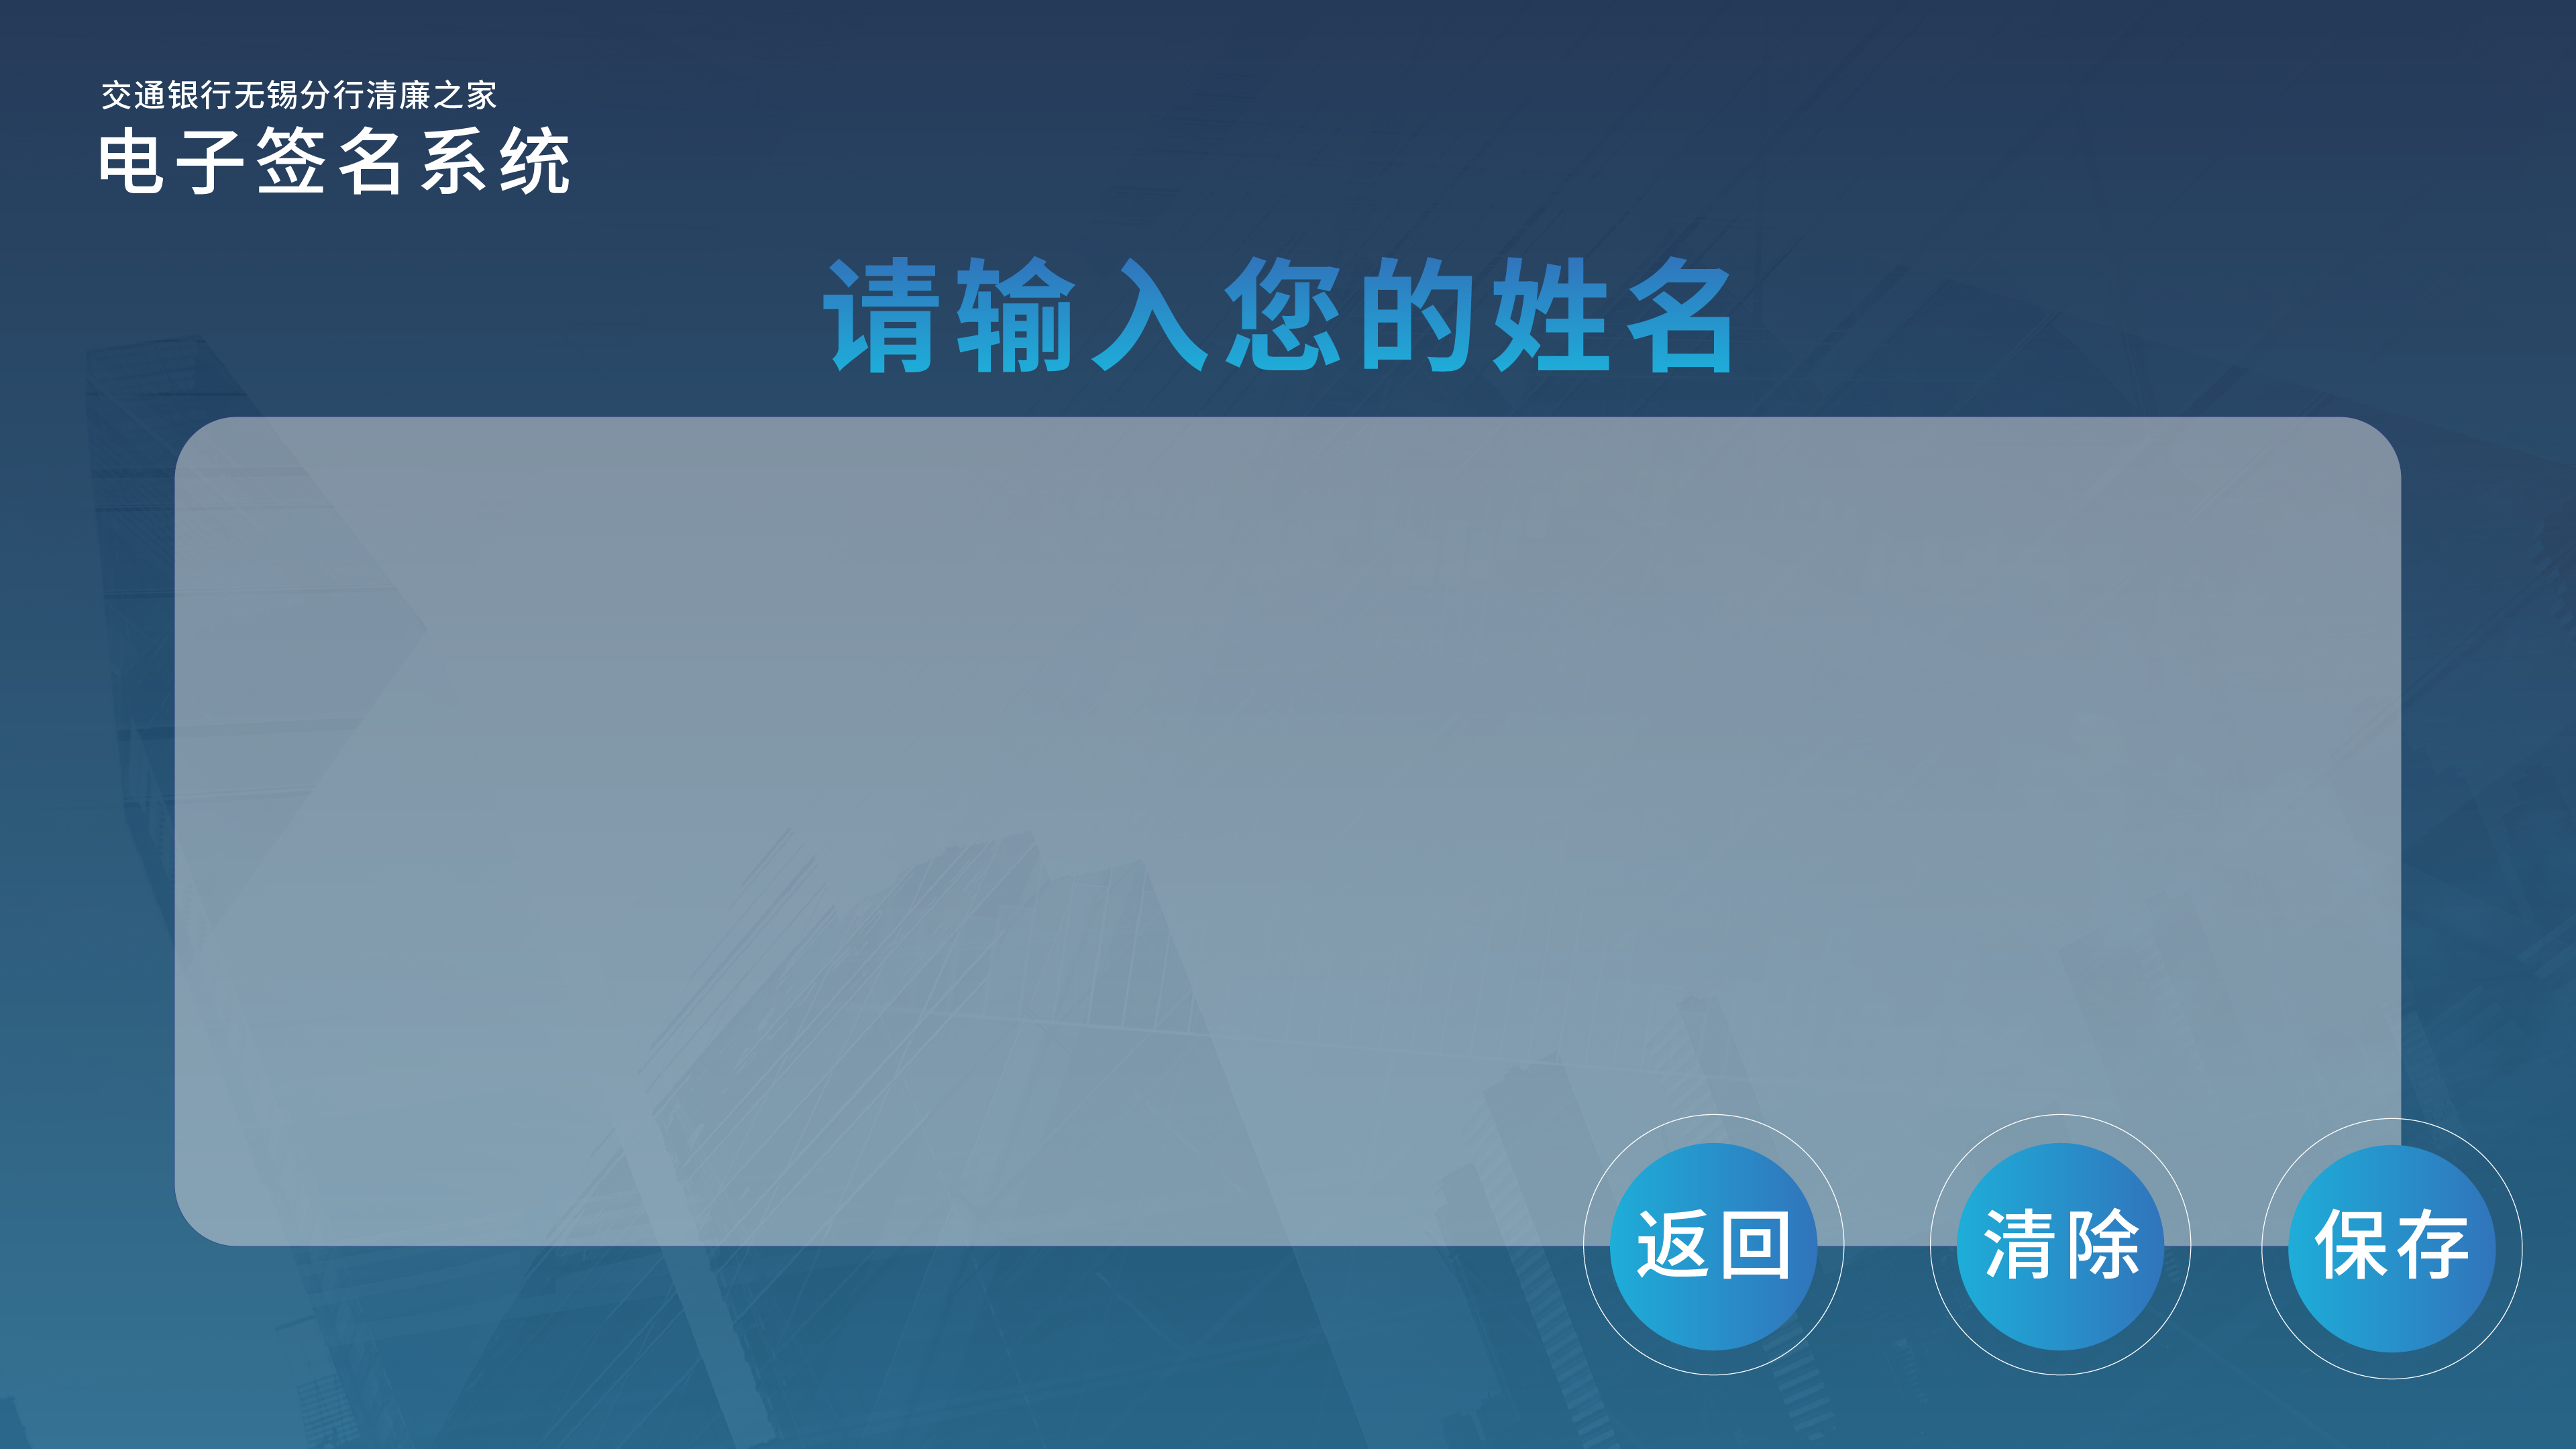 交通银行无锡分行清廉之家
电子签名系统
请输入您的姓名
返回
清除
保存